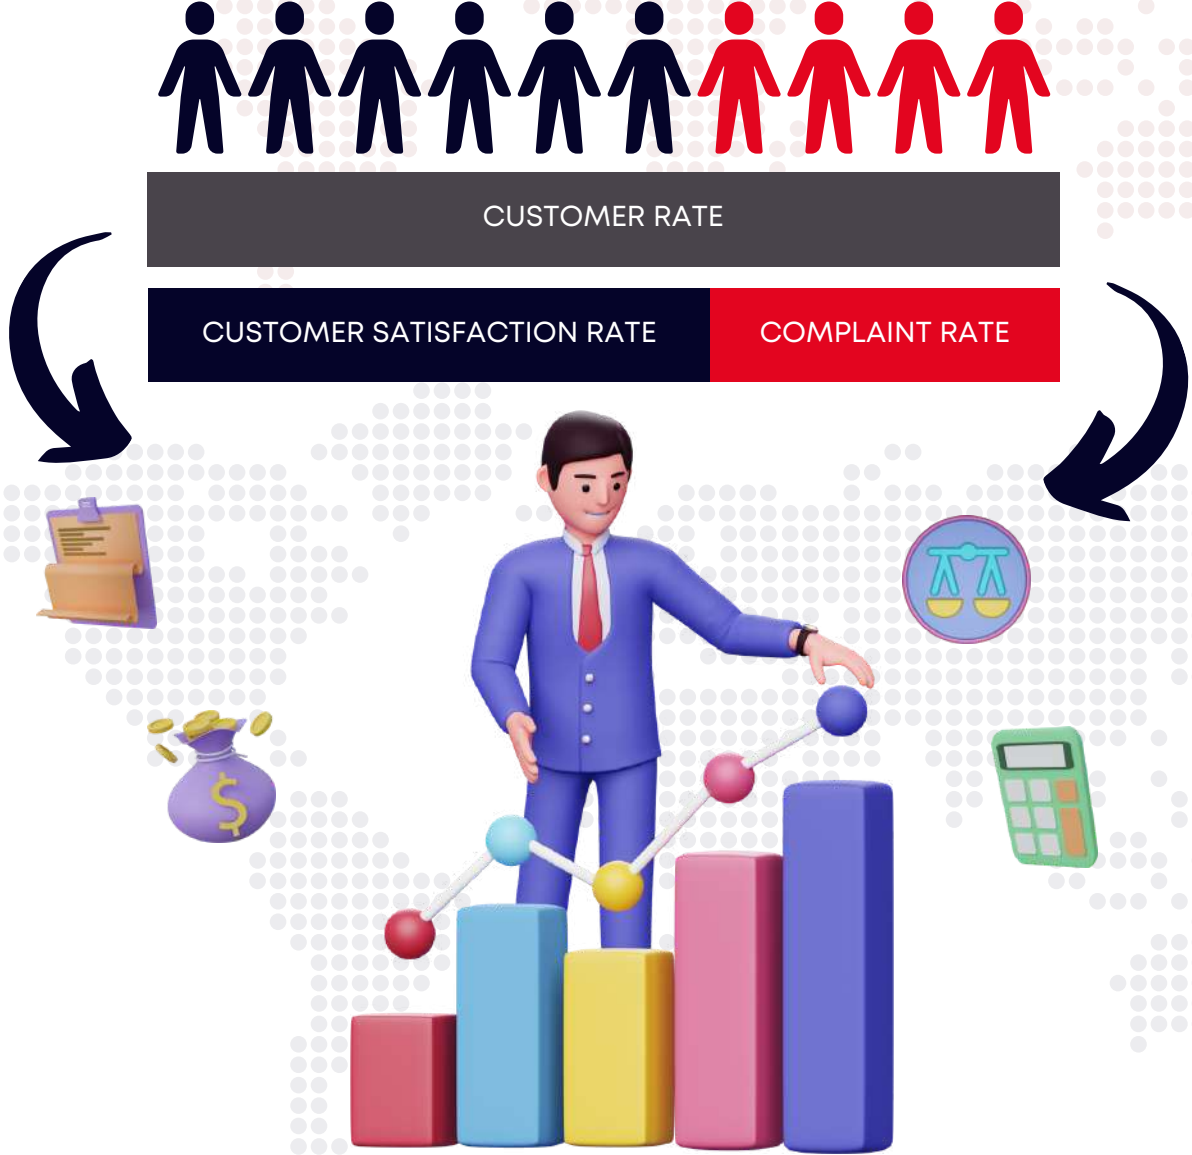 CUSTOMER RATE
CUSTOMER SATISFACTION RATE
COMPLAINT RATE
$